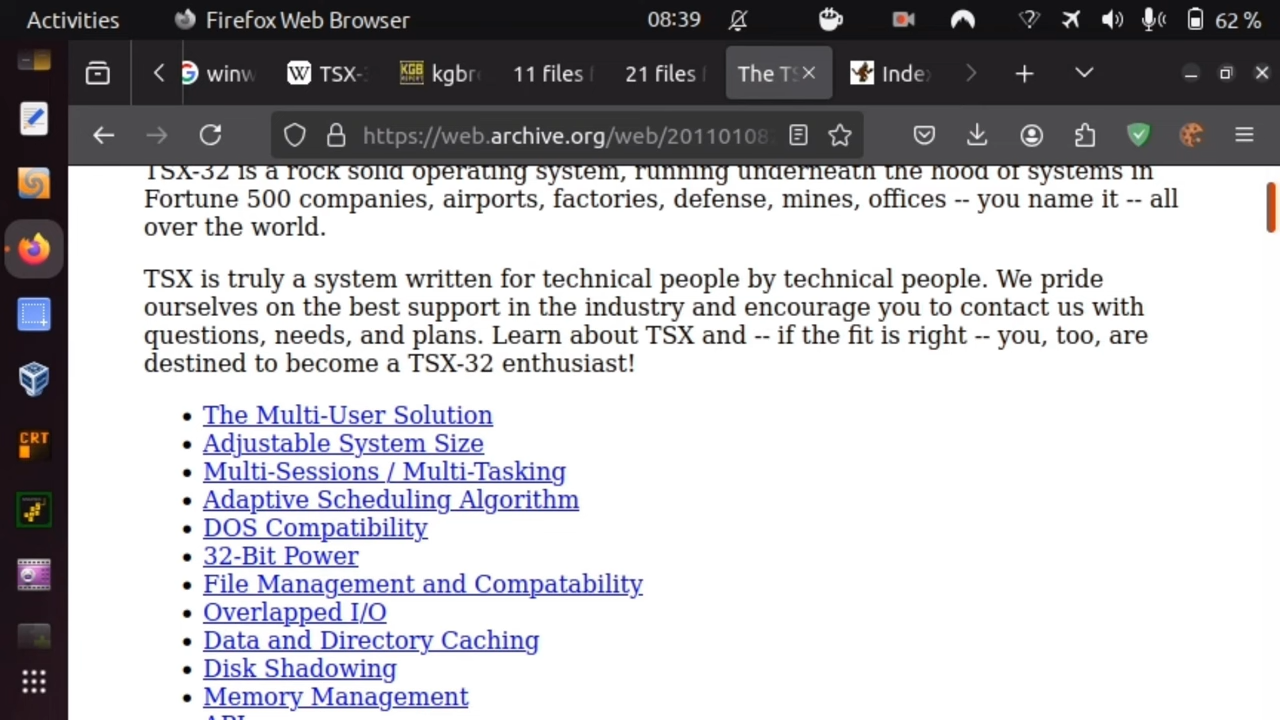 Activities Firefox Web Browser 08:39 62 %
winw TSX- kgbr 11 files 21 files The TS Inde
https://web.archive.org/web/201101082
TSX-32 is a rock solid operating system, running underneath the hood of systems in
Fortune 500 companies, airports, factories, defense, mines, offices -- you name it -- all
over the world.
TSX is truly a system written for technical people by technical people. We pride
ourselves on the best support in the industry and encourage you to contact us with
questions, needs, and plans. Learn about TSX and -- if the fit is right -- you, too, are
destined to become a TSX-32 enthusiast!
The Multi-User Solution
Adjustable System Size
Multi-Sessions / Multi-Tasking
Adaptive Scheduling Algorithm
DOS Compatibility
32-Bit Power
File Management and Compatability
Overlapped I/O
Data and Directory Caching
Disk Shadowing
Memory Management
API
CRT